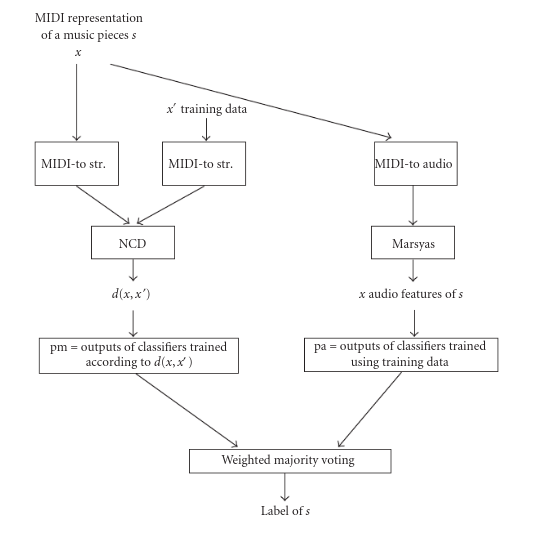 MIDI representation
of a music pieces s
x
x′ training data
MIDI-to str.
MIDI-to str.
MIDI-to audio
NCD
Marsyas
d(x, x′)
x audio features of s
pm = outputs of classifiers trained
according to d(x, x′)
pa = outputs of classifiers trained
using training data
Weighted majority voting
Label of s